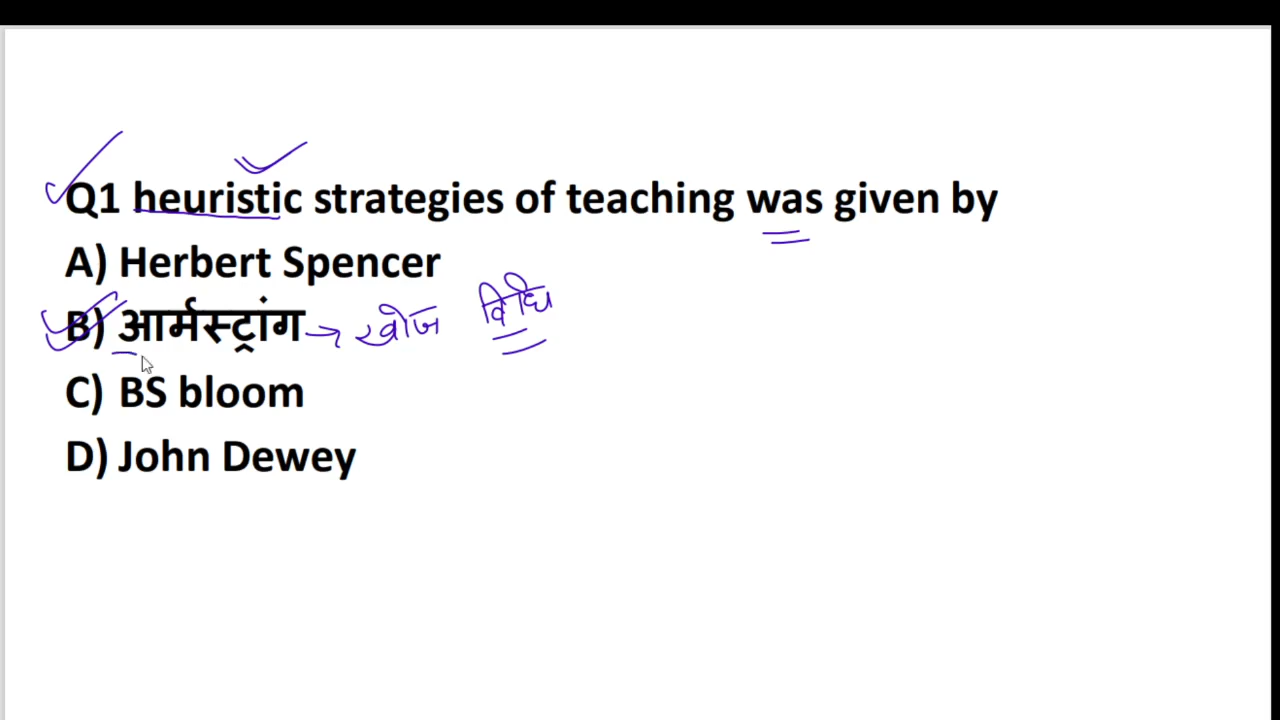 Q1 heuristic strategies of teaching was given by
A) Herbert Spencer
B) आर्मस्ट्रांग → खोज विधि
C) BS bloom
D) John Dewey